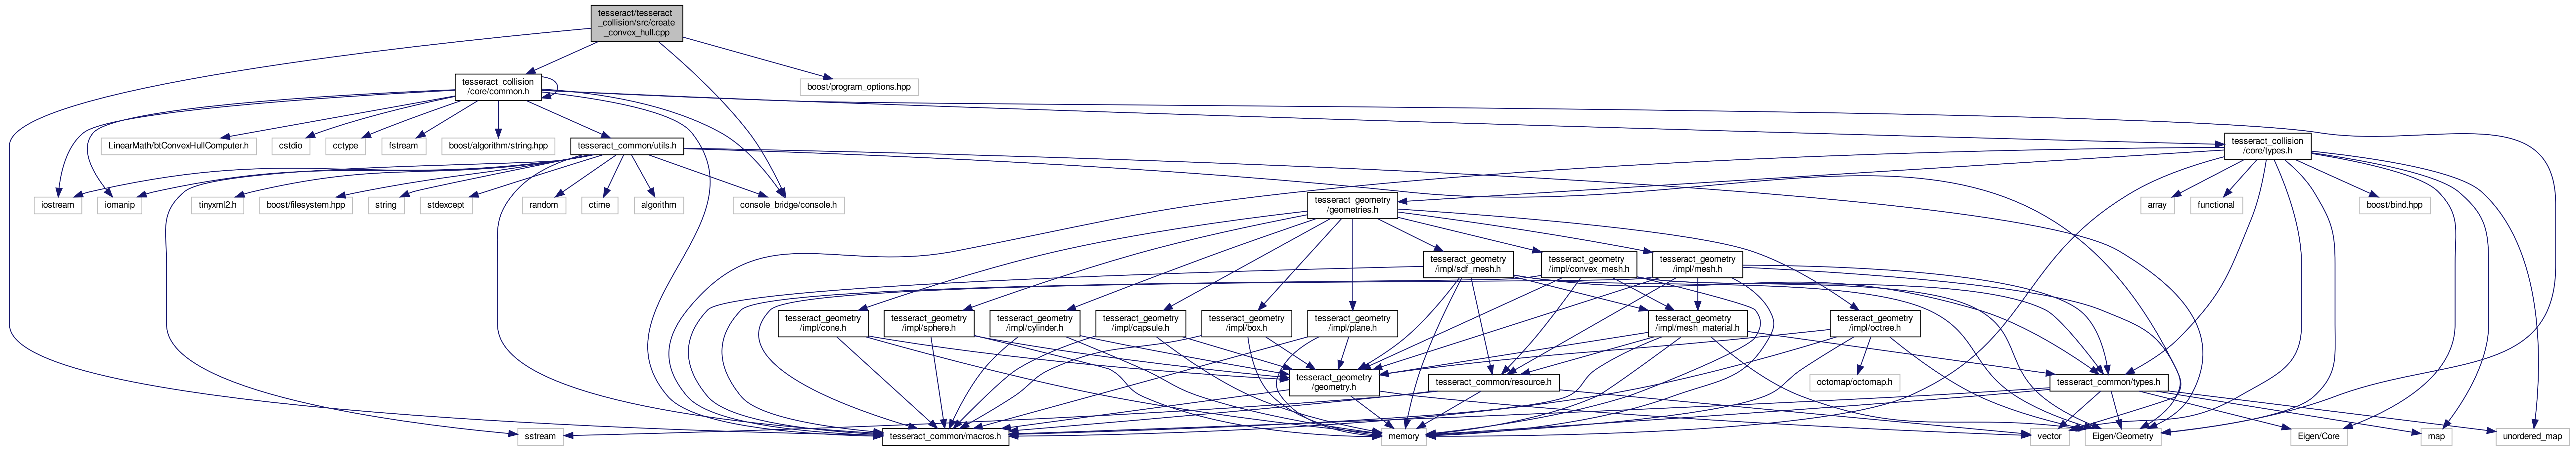 tesseract/tesseract
_collision/src/create
_convex_hull.cpp
tesseract_collision
/core/common.h
boost/program_options.hpp
LinearMath/btConvexHullComputer.h
cstdio
cctype
fstream
boost/algorithm/string.hpp
tesseract_common/utils.h
tesseract_collision
/core/types.h
iostream
iomanip
tinyxml2.h
boost/filesystem.hpp
string
stdexcept
random
ctime
algorithm
console_bridge/console.h
tesseract_geometry
/geometries.h
array
functional
boost/bind.hpp
tesseract_geometry
/impl/sdf_mesh.h
tesseract_geometry
/impl/convex_mesh.h
tesseract_geometry
/impl/mesh.h
tesseract_geometry
/impl/cone.h
tesseract_geometry
/impl/sphere.h
tesseract_geometry
/impl/cylinder.h
tesseract_geometry
/impl/capsule.h
tesseract_geometry
/impl/box.h
tesseract_geometry
/impl/plane.h
tesseract_geometry
/impl/mesh_material.h
tesseract_geometry
/impl/octree.h
tesseract_geometry
/geometry.h
tesseract_common/resource.h
octomap/octomap.h
tesseract_common/types.h
sstream
tesseract_common/macros.h
memory
vector
Eigen/Geometry
Eigen/Core
map
unordered_map